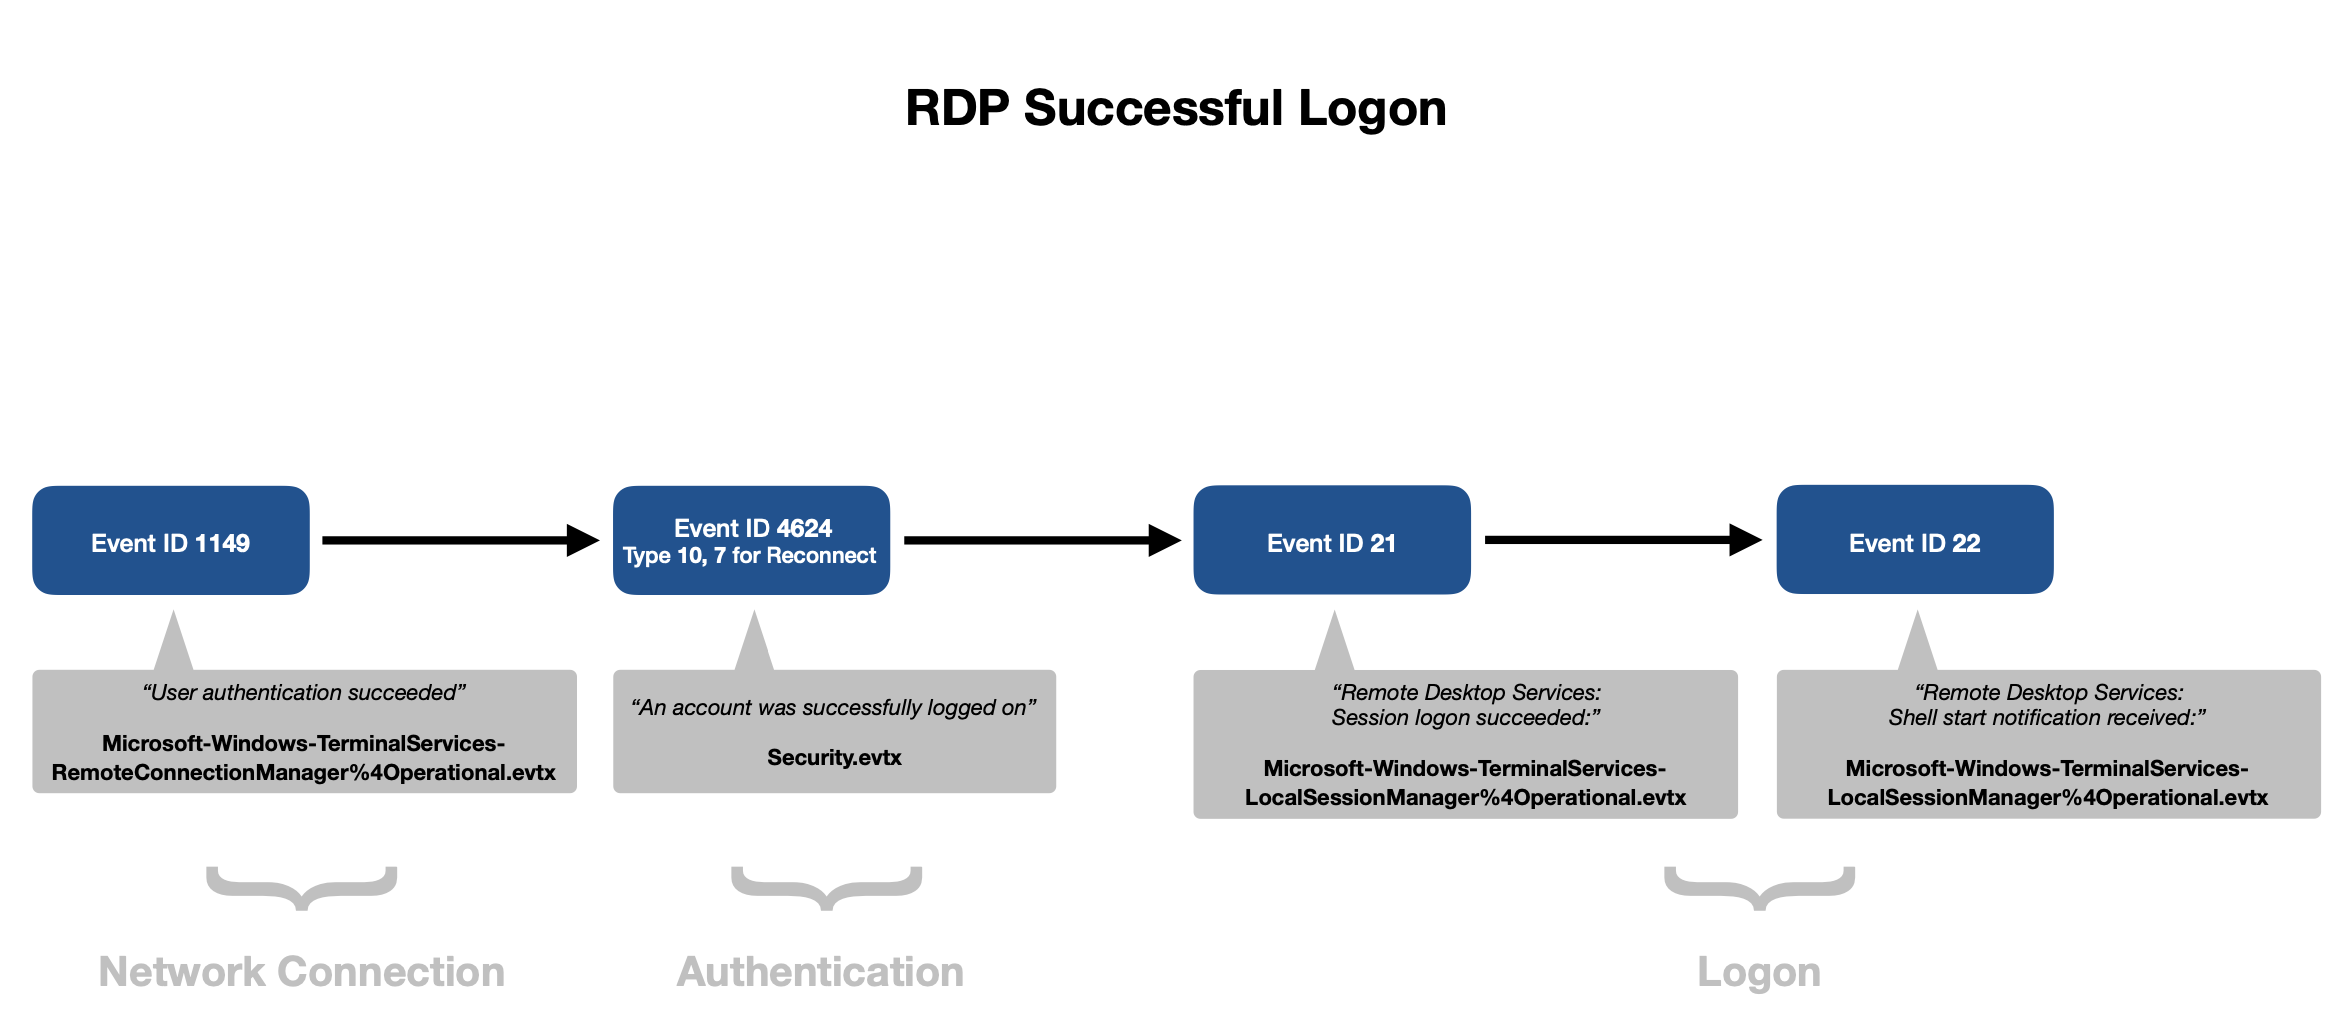 RDP Successful Logon
Event ID 1149
Event ID 4624
Type 10, 7 for Reconnect
Event ID 21
Event ID 22
“User authentication succeeded”
Microsoft-Windows-TerminalServices-
RemoteConnectionManager%4Operational.evtx
“An account was successfully logged on”
Security.evtx
“Remote Desktop Services:
Session logon succeeded:”
Microsoft-Windows-TerminalServices-
LocalSessionManager%4Operational.evtx
“Remote Desktop Services:
Shell start notification received:”
Microsoft-Windows-TerminalServices-
LocalSessionManager%4Operational.evtx
Network Connection
Authentication
Logon